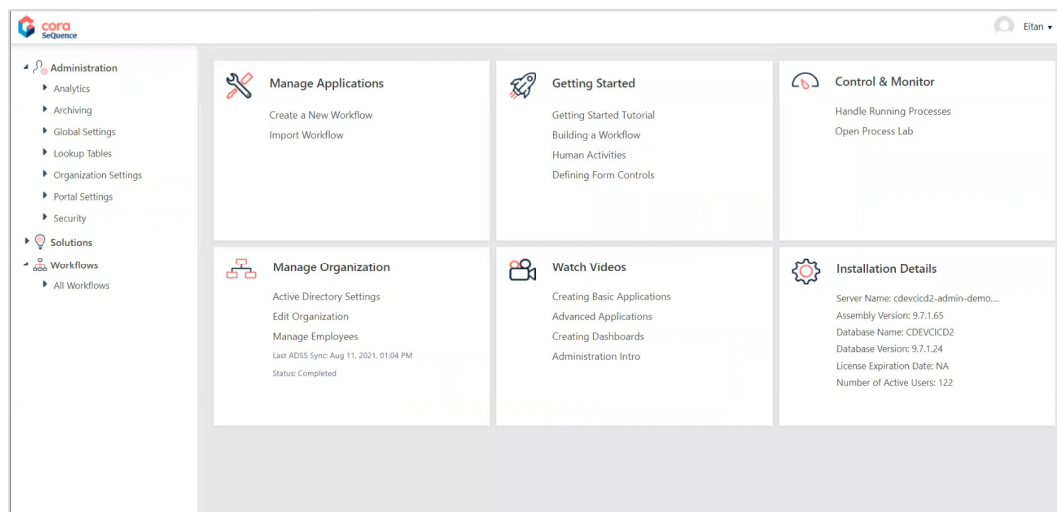 cora
SeQuence
Eitan
Administration
Analytics
Archiving
Global Settings
Lookup Tables
Organization Settings
Portal Settings
Security
Solutions
Workflows
All Workflows
Manage Applications
Create a New Workflow
Import Workflow
Getting Started
Getting Started Tutorial
Building a Workflow
Human Activities
Defining Form Controls
Control & Monitor
Handle Running Processes
Open Process Lab
Manage Organization
Active Directory Settings
Edit Organization
Manage Employees
Last ADSS Sync: Aug 11, 2021, 01:04 PM
Status: Completed
Watch Videos
Creating Basic Applications
Advanced Applications
Creating Dashboards
Administration Intro
Installation Details
Server Name: cdevcicd2-admin-demo....
Assembly Version: 9.7.1.65
Database Name: CDEVCICD2
Database Version: 9.7.1.24
License Expiration Date: NA
Number of Active Users: 122